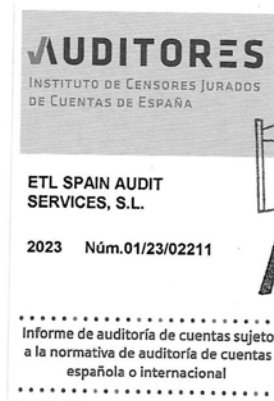 AUDITORES
INSTITUTO DE CENSORES JURADOS
DE CUENTAS DE ESPAÑA
ETL SPAIN AUDIT
SERVICES, S.L.
2023 Núm.01/23/02211
Informe de auditoría de cuentas sujeto
a la normativa de auditoría de cuentas
española o internacional